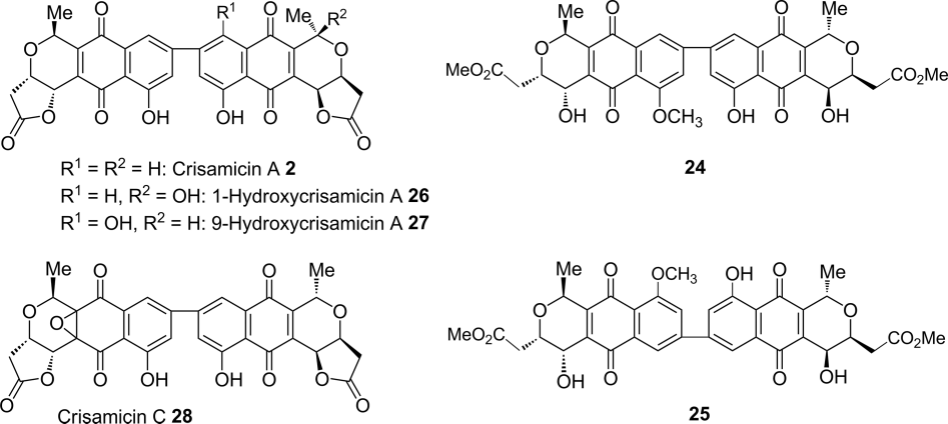 Me O R¹ O Me R²
O O
O O O O
O OH OH O
O O
R¹ = R² = H: Crisamicin A 2
R¹ = H, R² = OH: 1-Hydroxycrisamicin A 26
R¹ = OH, R² = H: 9-Hydroxycrisamicin A 27
Me O O Me
O O
MeO₂C CO₂Me
OH O OCH₃ OH O OH
24
Me O O Me
O O O
O O O O
O OH OH O
O O
Crisamicin C 28
Me O OCH₃ OH O Me
O O
MeO₂C CO₂Me
OH O O OH
25